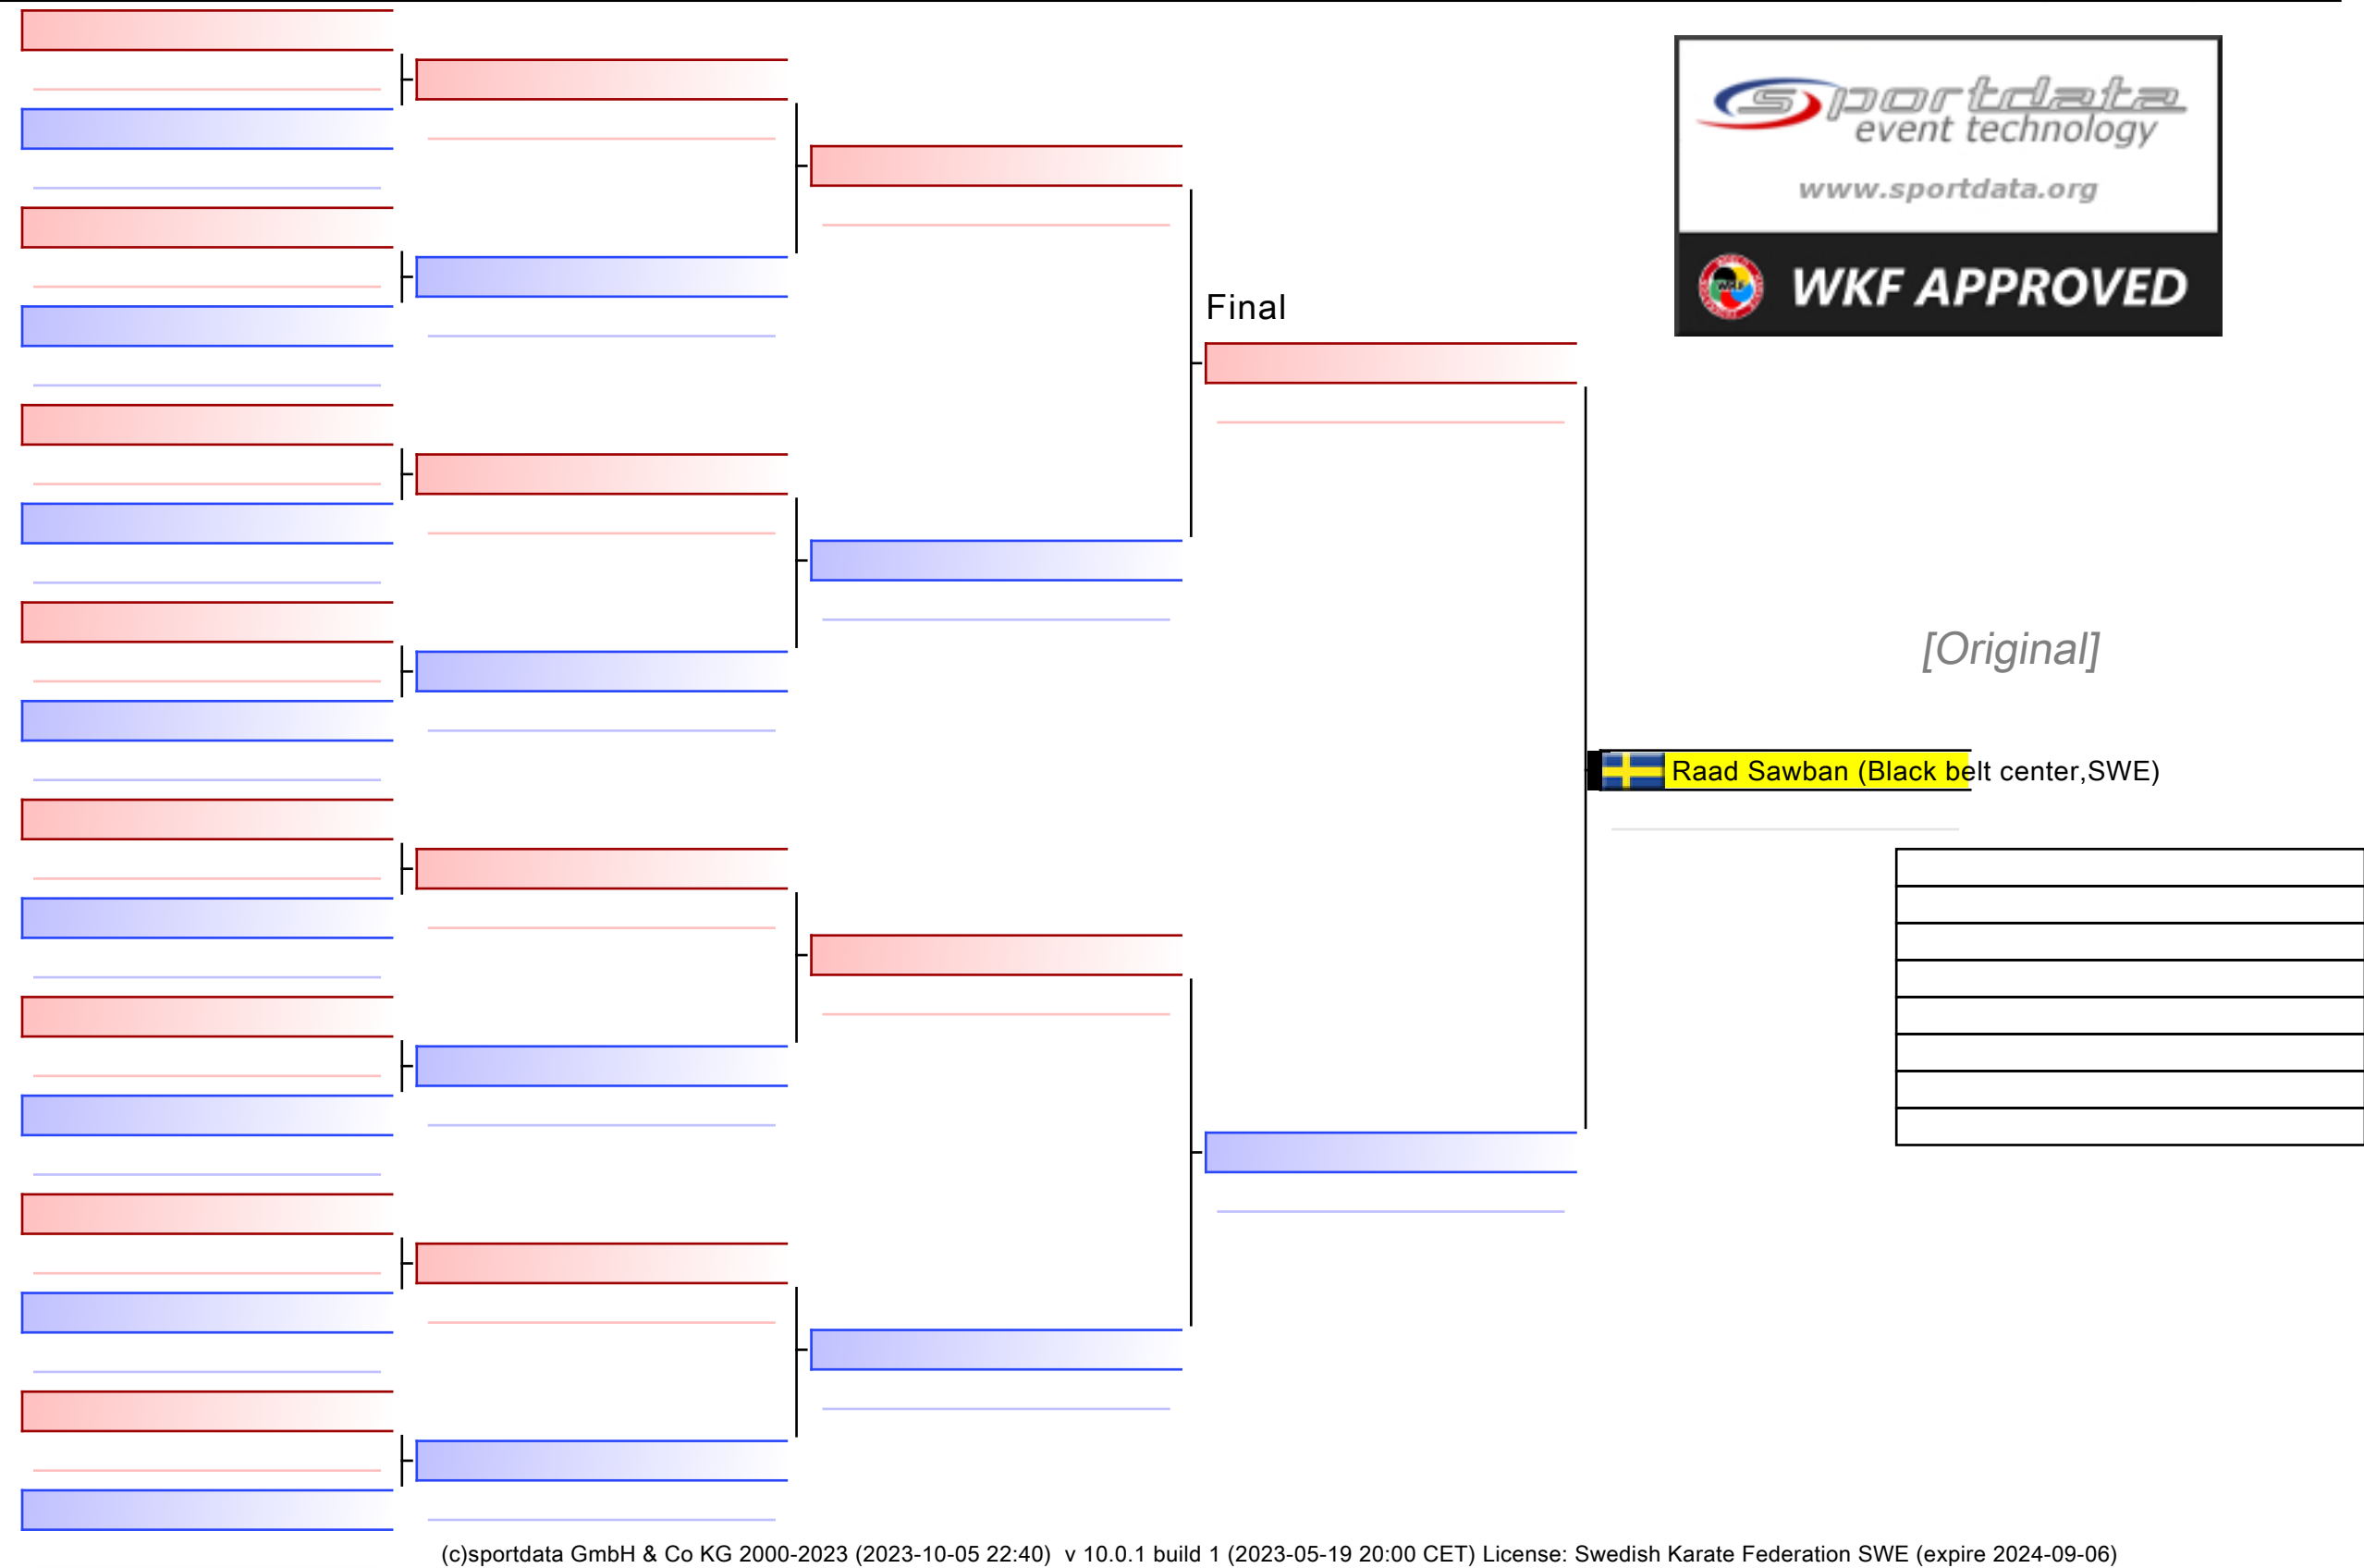 sportdata
event technology
www.sportdata.org
WKF APPROVED
Final
[Original]
Raad Sawban (Black belt center,SWE)
(c)sportdata GmbH & Co KG 2000-2023 (2023-10-05 22:40) v 10.0.1 build 1 (2023-05-19 20:00 CET) License: Swedish Karate Federation SWE (expire 2024-09-06)